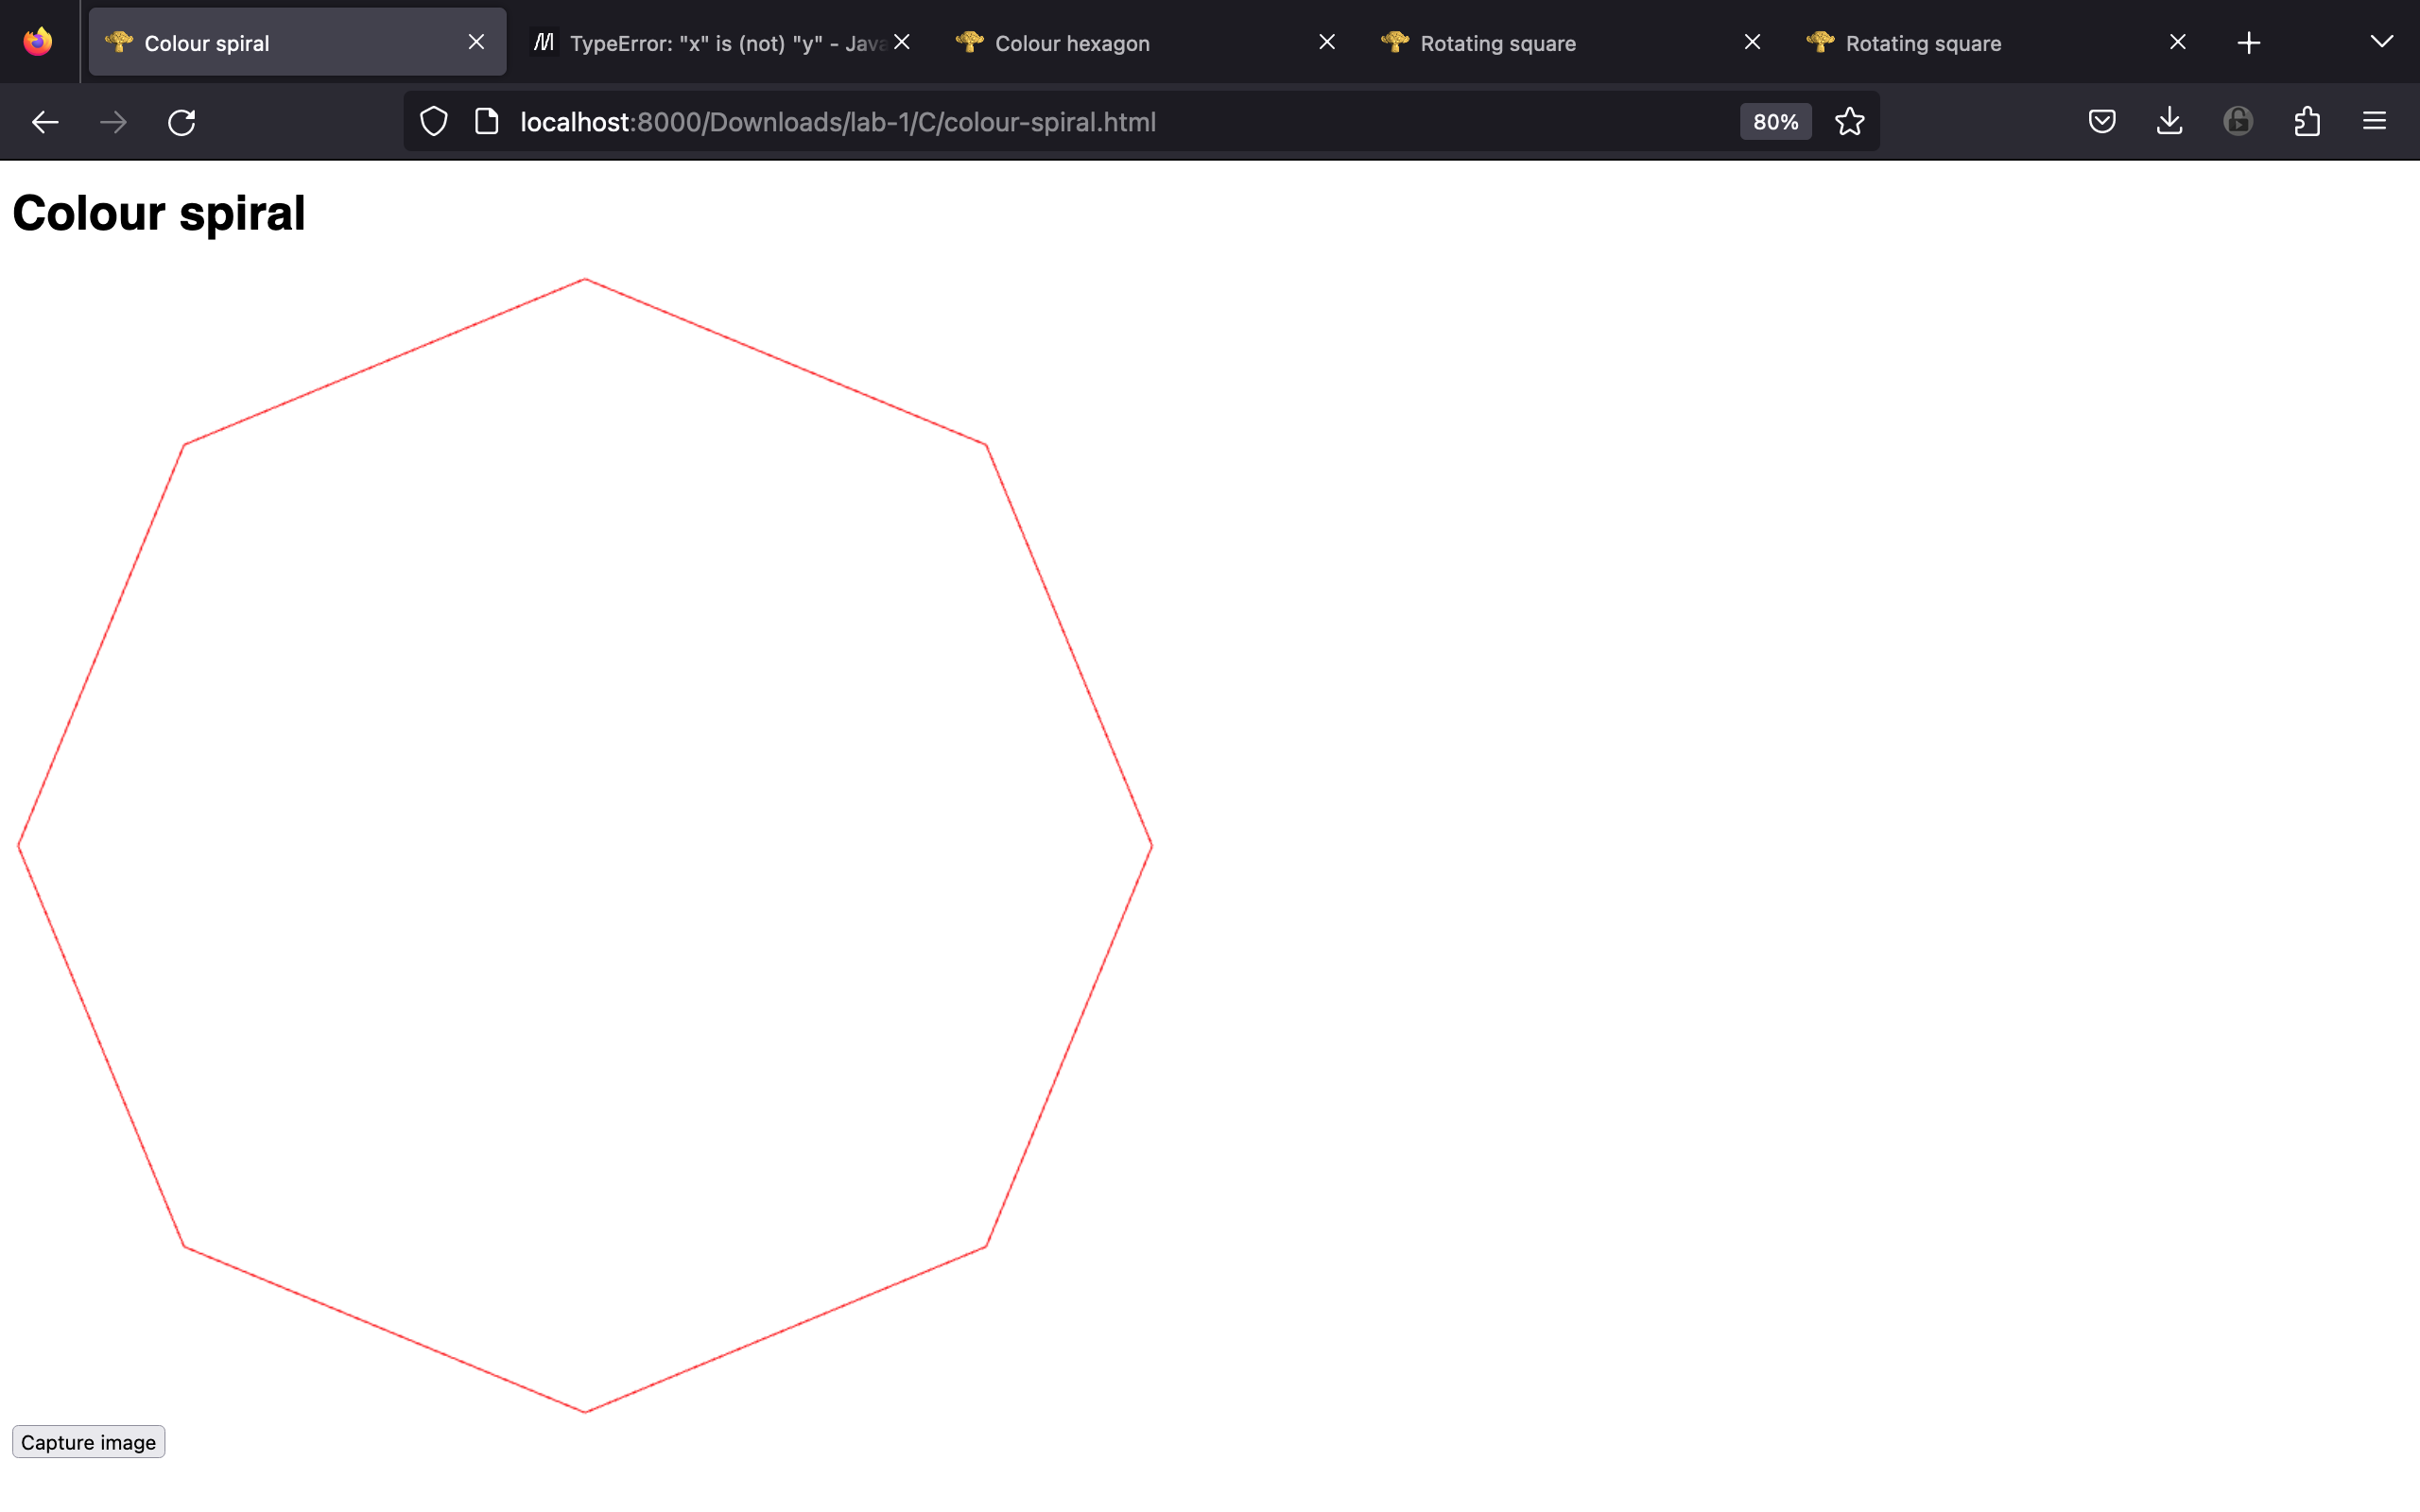 Colour spiral
TypeError: "x" is (not) "y" - Java
Colour hexagon
Rotating square
Rotating square
localhost:8000/Downloads/lab-1/C/colour-spiral.html
80%
Colour spiral
Capture image